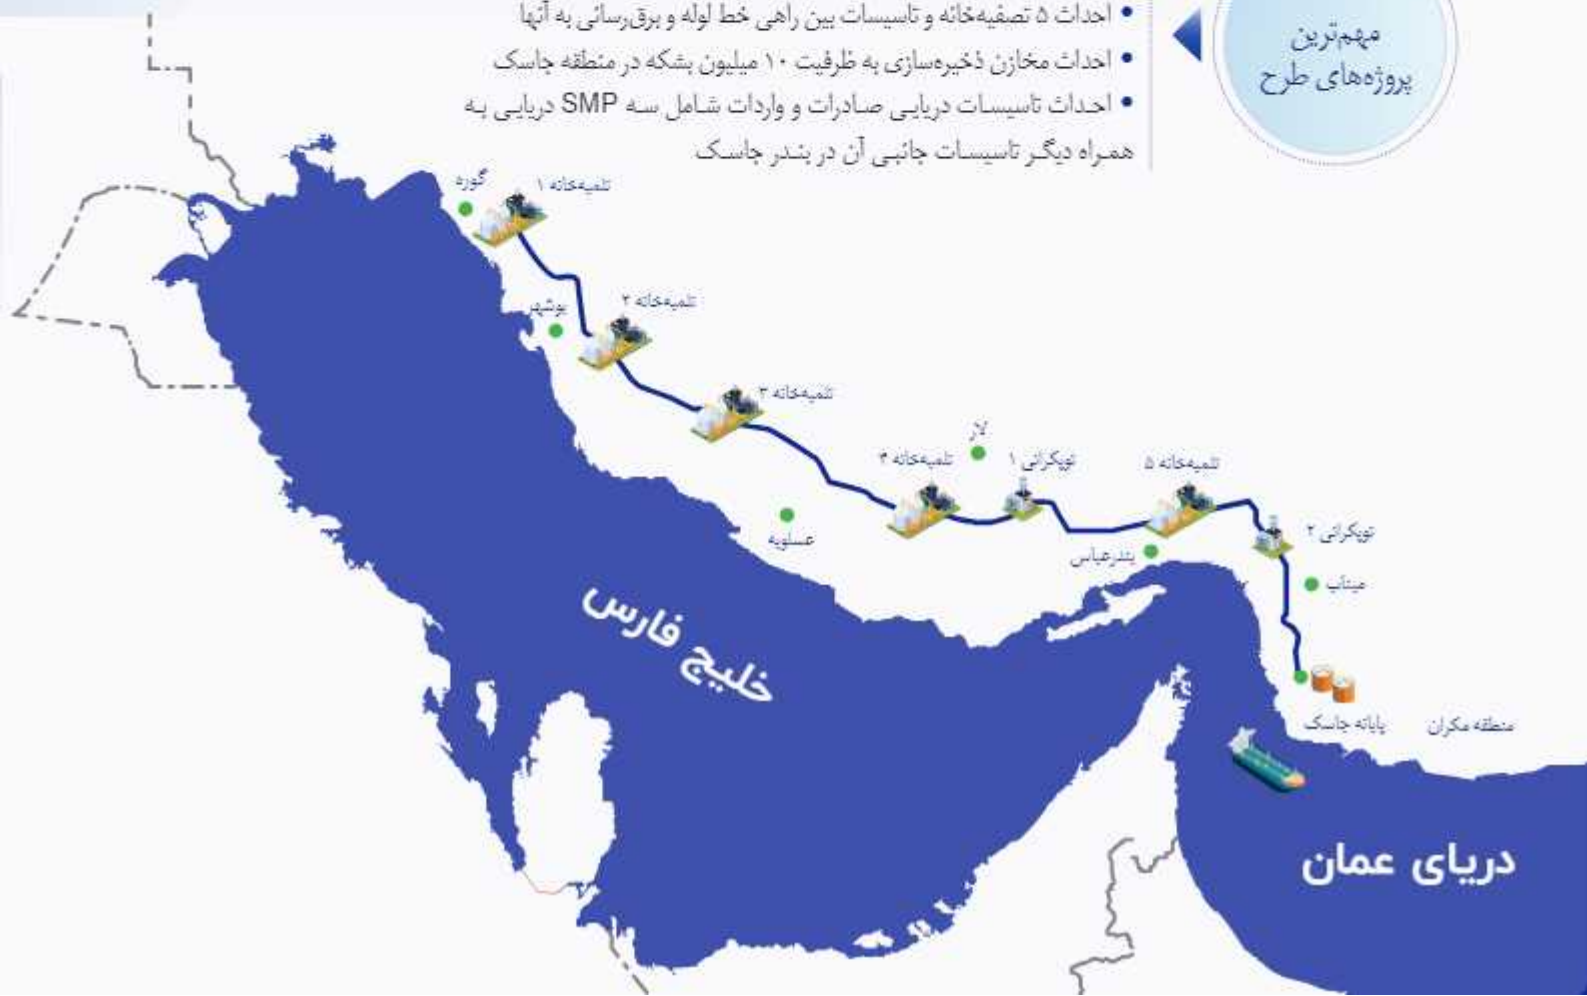 مهم‌ترین
پروژه‌های طرح
• احداث ۵ تصفیه‌خانه و تاسیسات بین راهی خط لوله و برق‌رسانی به آنها
• احداث مخازن ذخیره‌سازی به ظرفیت ۱۰ میلیون بشکه در منطقه جاسک
• احداث تاسیسات دریایی صادرات و واردات شامل سه SMP دریایی به
همراه دیگر تاسیسات جانبی آن در بندر جاسک
گوره
تلمبه‌خانه ۱
بوشهر
تلمبه‌خانه ۲
تلمبه‌خانه ۳
لار
تلمبه‌خانه ۴
توپکرانی ۱
تلمبه‌خانه ۵
عسلویه
بندرعباس
توپکرانی ۲
میناب
پایانه جاسک
منطقه مکران
خلیج فارس
دریای عمان